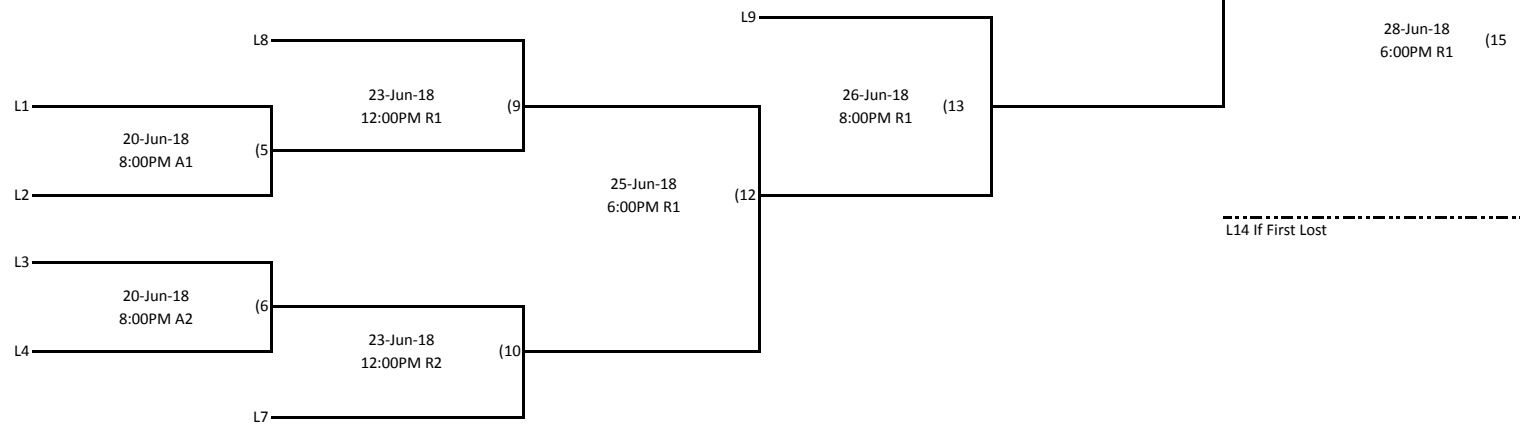 L9
28-Jun-18
6:00PM R1
(15
L8
23-Jun-18
12:00PM R1
(9
26-Jun-18
8:00PM R1
(13
L1
20-Jun-18
8:00PM A1
(5
L2
25-Jun-18
6:00PM R1
(12
L14 If First Lost
L3
20-Jun-18
8:00PM A2
(6
L4
23-Jun-18
12:00PM R2
(10
L7